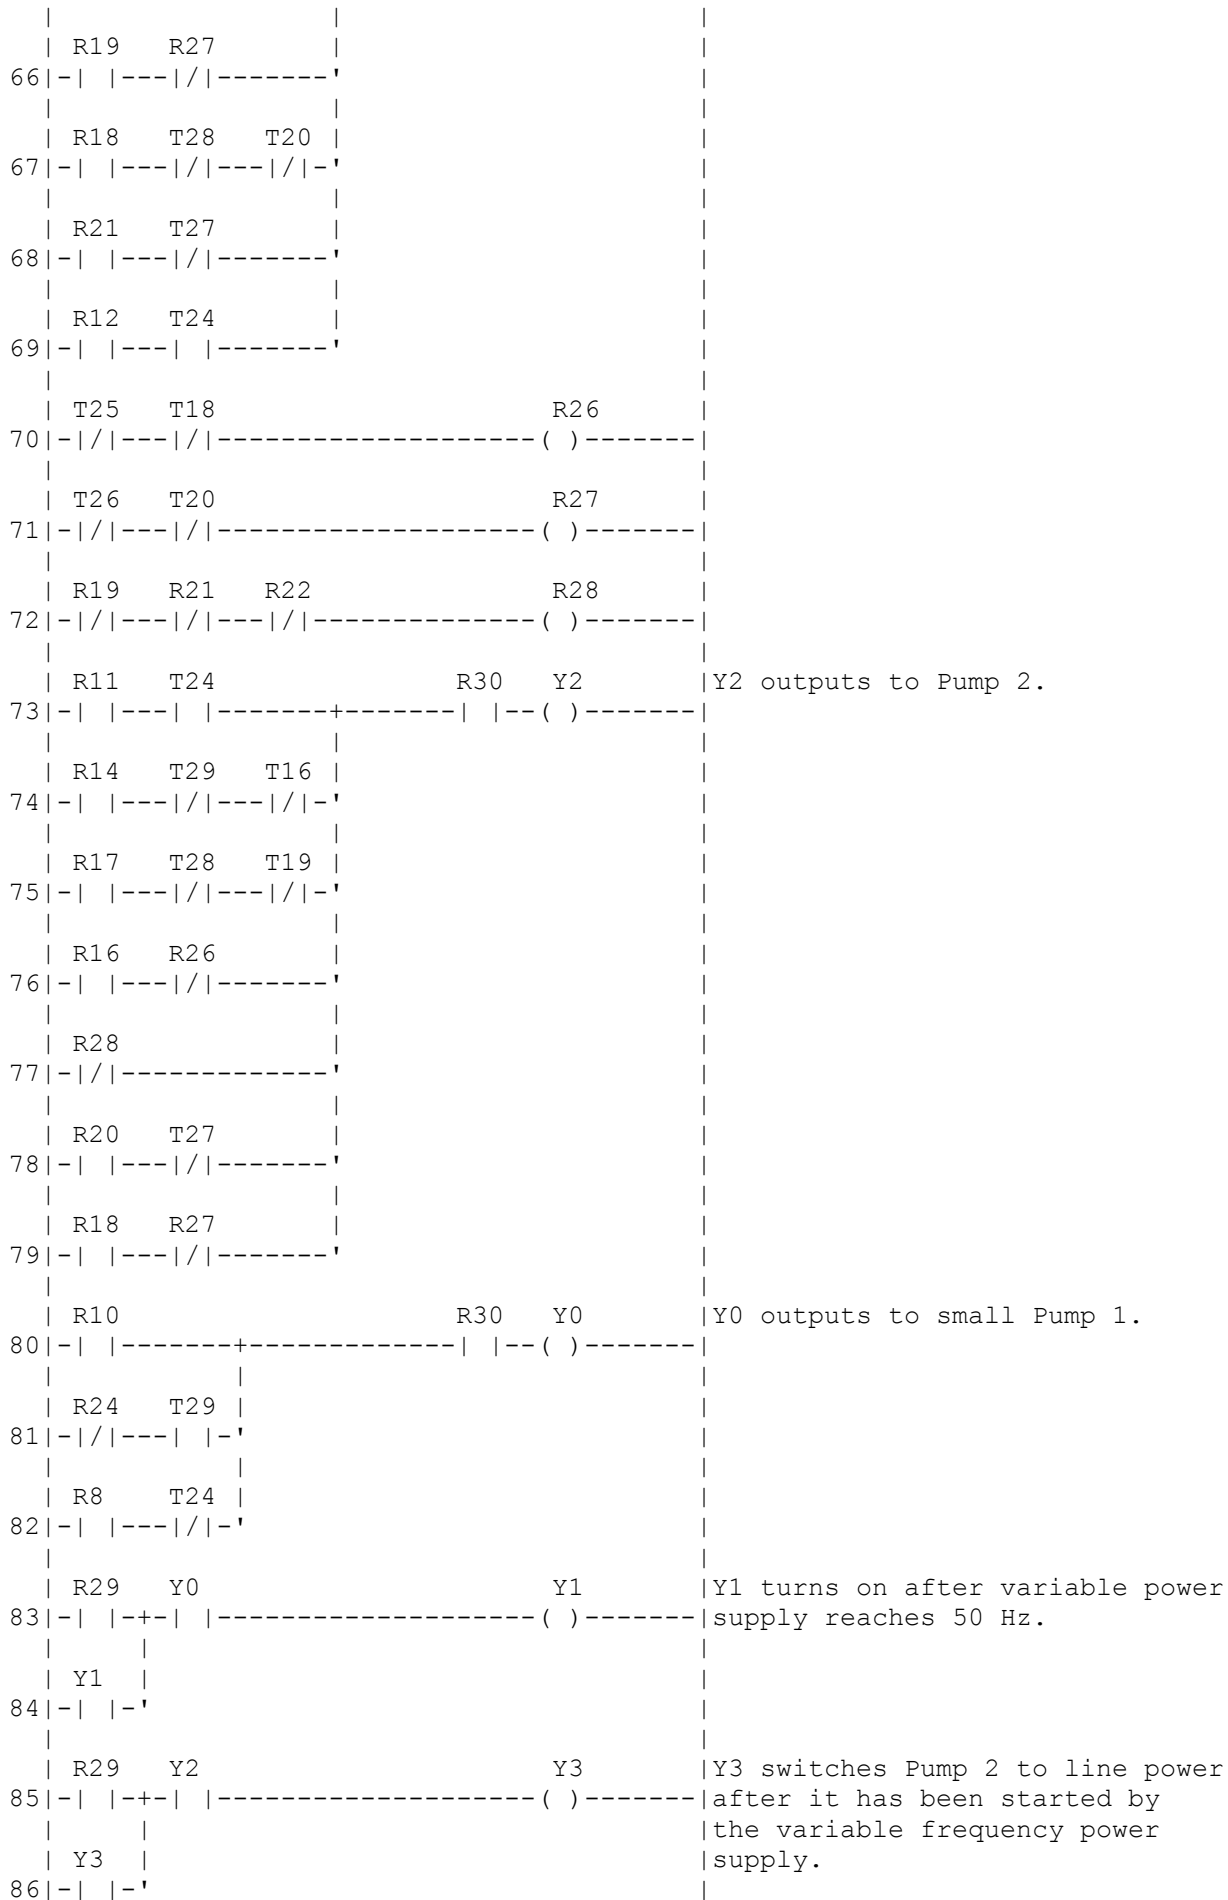 |                            |                                    |
   | R19    R27                 |                                    |
66|-| |---|/|-------'                             |
   |                            |                                    |
   | R18    T28    T20 |                             |
67|-| |---|/|---|/|-'                             |
   |                            |                                    |
   | R21    T27                 |                                    |
68|-| |---|/|-------'                             |
   |                            |                                    |
   | R12    T24                 |                                    |
69|-| |---| |-------'                             |
   |                                                                 |
   | T25    T18                            R26          |
70|-|/|---|/|--------------------( )-------|
   |                                                                 |
   | T26    T20                            R27          |
71|-|/|---|/|--------------------( )-------|
   |                                                                 |
   | R19    R21    R22                     R28          |
72|-|/|---|/|---|/|--------------( )-------|
   |                                                                 |
   | R11    T24                    R30    Y2            |Y2 outputs to Pump 2.
73|-| |---| |-------+-------| |--( )-------|
   |                            |                                    |
   | R14    T29    T16 |                             |
74|-| |---|/|---|/|-'                             |
   |                            |                                    |
   | R17    T28    T19 |                             |
75|-| |---|/|---|/|-'                             |
   |                            |                                    |
   | R16    R26                 |                                    |
76|-| |---|/|-------'                             |
   |                            |                                    |
   | R28                        |                                    |
77|-|/|-------------'                             |
   |                            |                                    |
   | R20    T27                 |                                    |
78|-| |---|/|-------'                             |
   |                            |                                    |
   | R18    R27                 |                                    |
79|-| |---|/|-------'                             |
   |                                                                 |
   | R10                           R30    Y0            |Y0 outputs to small Pump 1.
80|-| |-------+-------------| |--( )-------|
   |                  |                                              |
   | R24    T29 |                                    |
81|-|/|---| |-'                                    |
   |                  |                                              |
   | R8     T24 |                                    |
82|-| |---|/|-'                                    |
   |                                                                 |
   | R29    Y0                             Y1           |Y1 turns on after variable power
83|-| |-+-| |--------------------( )-------|supply reaches 50 Hz.
   |         |                                                       |
   | Y1   |                                                    |
84|-| |-'                                                    |
   |                                                                 |
   | R29    Y2                             Y3           |Y3 switches Pump 2 to line power
85|-| |-+-| |--------------------( )-------|after it has been started by
   |         |                                                       |the variable frequency power
   | Y3   |                                                    |supply.
86|-| |-'                                                    |